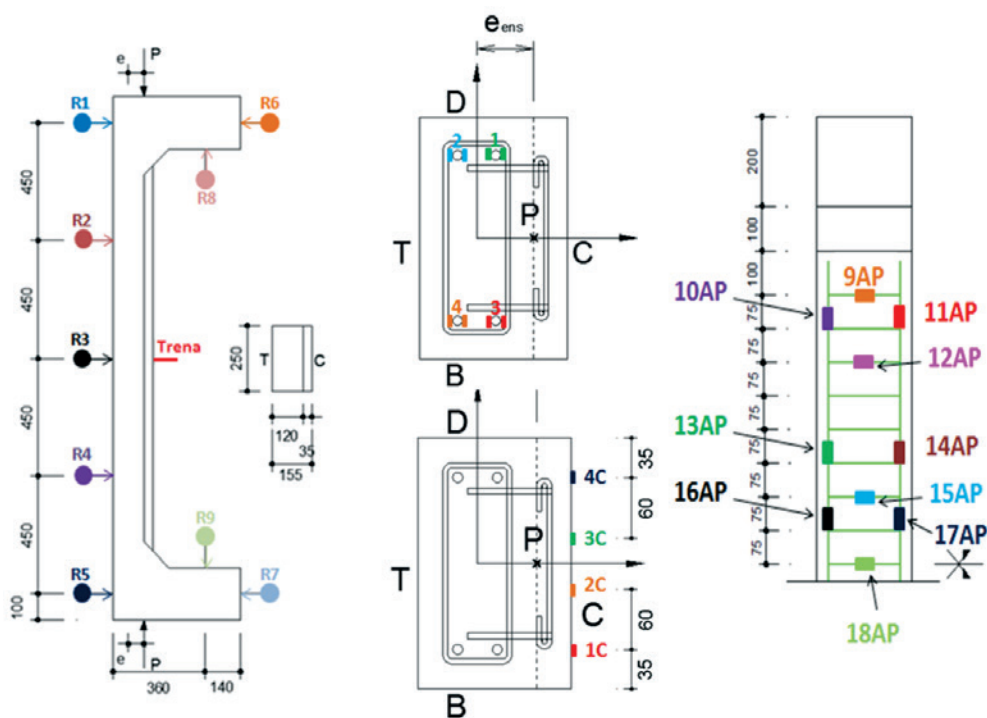 e
P
R1
R6
450
R8
R2
450
R3
Trena
T
C
250
120
35
155
450
R4
450
R9
R5
R7
100
e
P
360
140
e ens
D
2
1
T
P
C
4
3
B
D
35
4C
60
3C
T
P
2C
C
60
1C
35
B
200
100
100
9AP
10AP
11AP
75
12AP
75
75
75
13AP
14AP
75
16AP
15AP
75
17AP
75
75
18AP